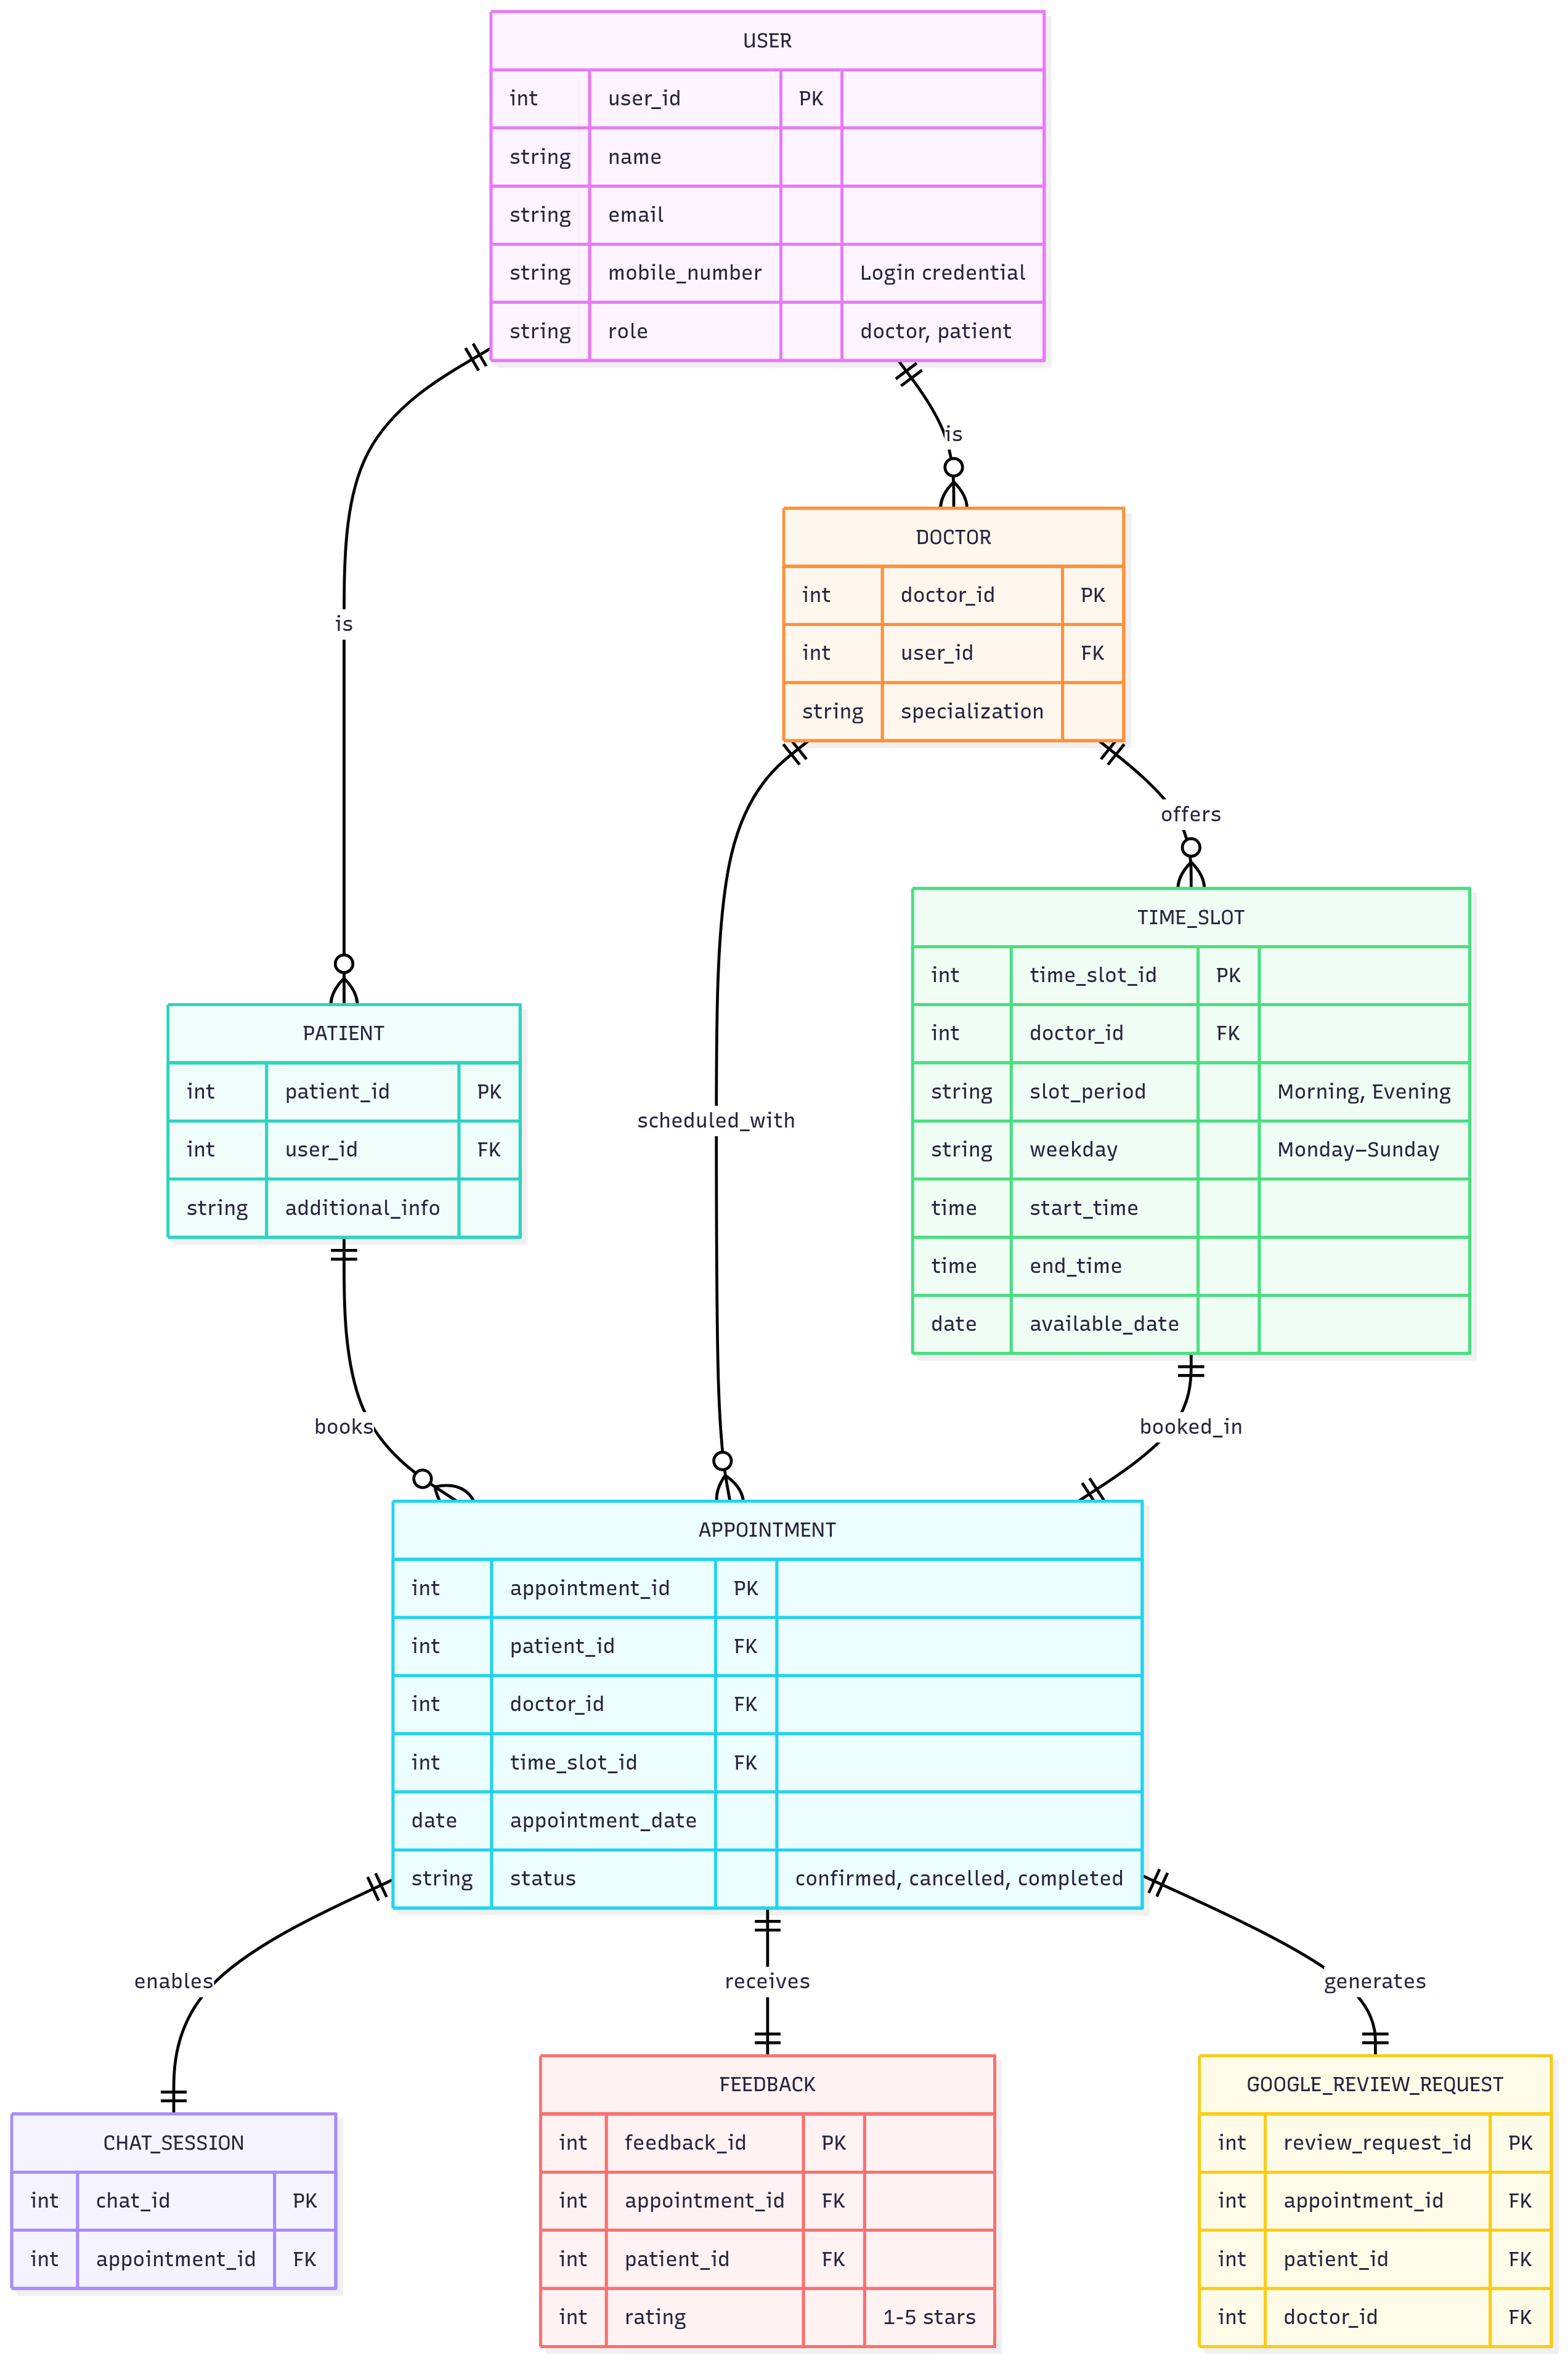 USER
int user_id PK
string name
string email
string mobile_number Login credential
string role doctor, patient
is
DOCTOR
int doctor_id PK
int user_id FK
string specialization
is
offers
TIME_SLOT
int time_slot_id PK
int doctor_id FK
string slot_period Morning, Evening
string weekday Monday–Sunday
time start_time
time end_time
date available_date
PATIENT
int patient_id PK
int user_id FK
string additional_info
scheduled_with
books
booked_in
APPOINTMENT
int appointment_id PK
int patient_id FK
int doctor_id FK
int time_slot_id FK
date appointment_date
string status confirmed, cancelled, completed
enables
receives
generates
CHAT_SESSION
int chat_id PK
int appointment_id FK
FEEDBACK
int feedback_id PK
int appointment_id FK
int patient_id FK
int rating 1-5 stars
GOOGLE_REVIEW_REQUEST
int review_request_id PK
int appointment_id FK
int patient_id FK
int doctor_id FK